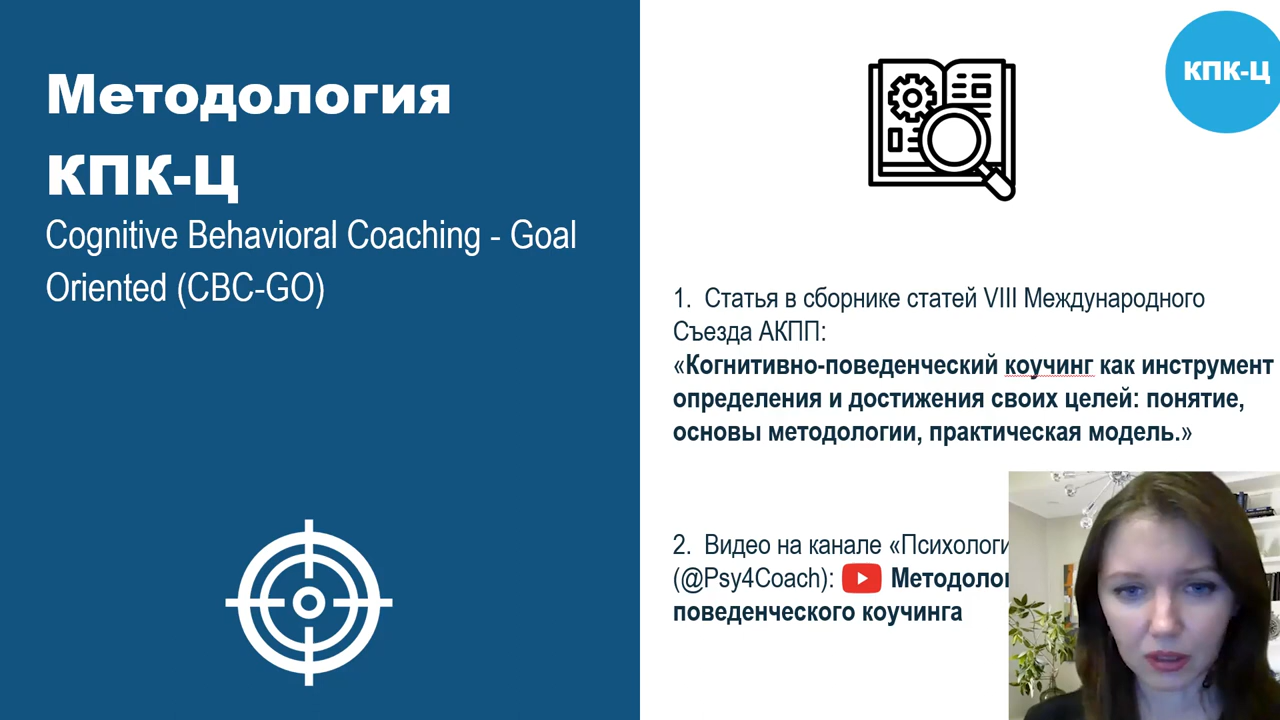 Методология
КПК-Ц
Cognitive Behavioral Coaching - Goal
Oriented (CBC-GO)
КПК-Ц
1. Статья в сборнике статей VIII Международного
Съезда АКПП:
«Когнитивно-поведенческий коучинг как инструмент
определения и достижения своих целей: понятие,
основы методологии, практическая модель.»
2. Видео на канале
(@Psy4Coach):
поведенческого коучинга